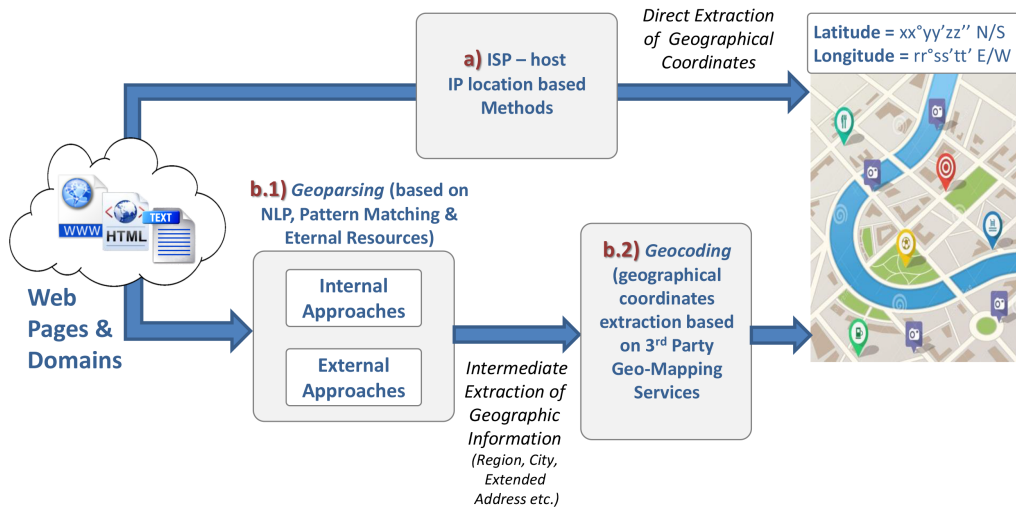 a) ISP – host
IP location based
Methods
Direct Extraction
of Geographical
Coordinates
Latitude = xx°yy’zz’’ N/S
Longitude = rr°ss’tt’ E/W
WWW
HTML
TEXT
Web
Pages &
Domains
b.1) Geoparsing (based on
NLP, Pattern Matching &
Eternal Resources)
Internal
Approaches
External
Approaches
Intermediate
Extraction of
Geographic
Information
(Region, City,
Extended
Address etc.)
b.2) Geocoding
(geographical
coordinates
extraction based
on 3rd Party
Geo-Mapping
Services